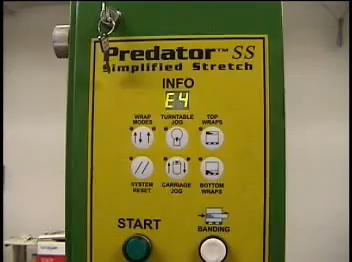 Predator™ SS
Simplified Stretch
INFO
E4
WRAP MODES
TURNTABLE JOG
TOP WRAPS
SYSTEM RESET
CARRIAGE JOG
BOTTOM WRAPS
START
BANDING